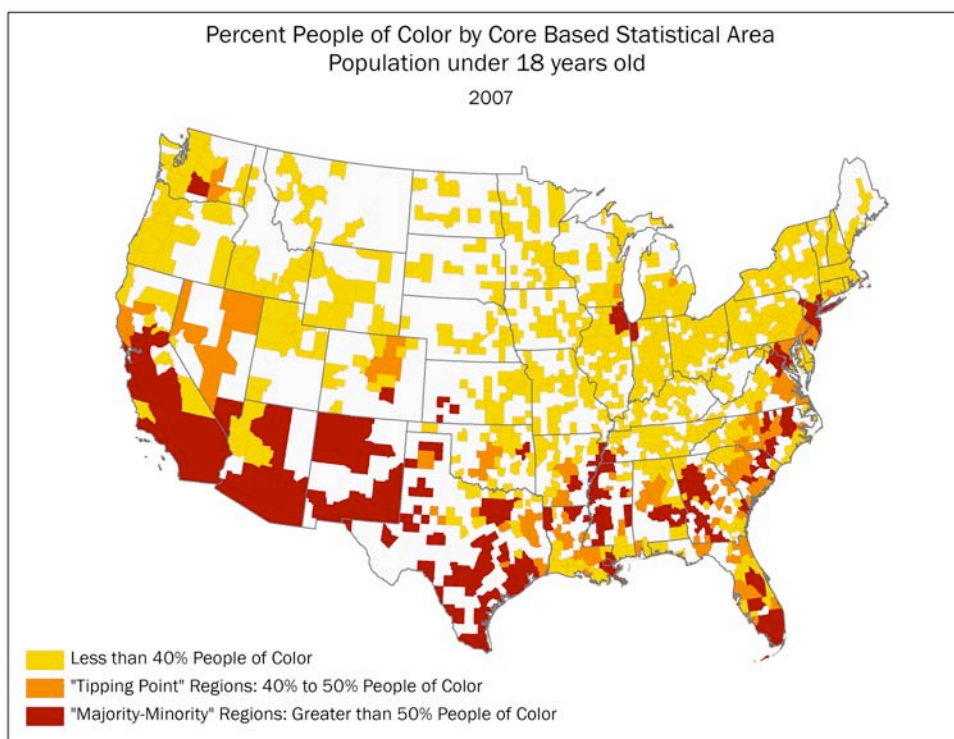 Percent People of Color by Core Based Statistical Area
Population under 18 years old
2007
Less than 40% People of Color
"Tipping Point" Regions: 40% to 50% People of Color
"Majority-Minority" Regions: Greater than 50% People of Color